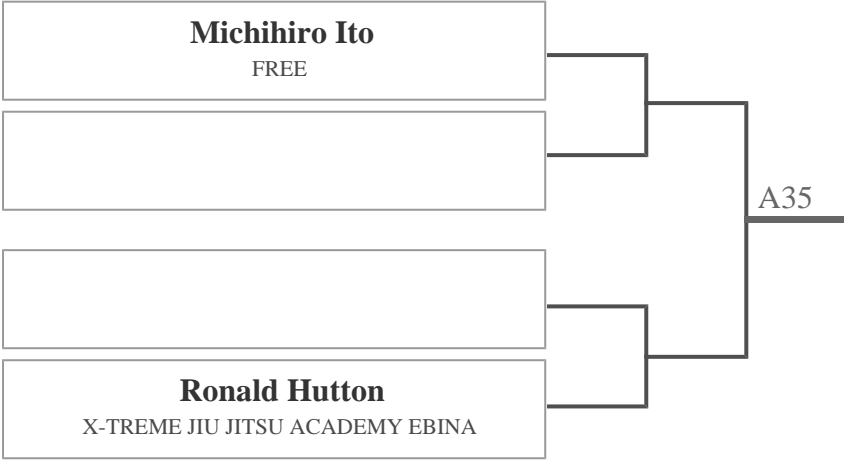 Michihiro Ito
FREE
A35
Ronald Hutton
X-TREME JIU JITSU ACADEMY EBINA